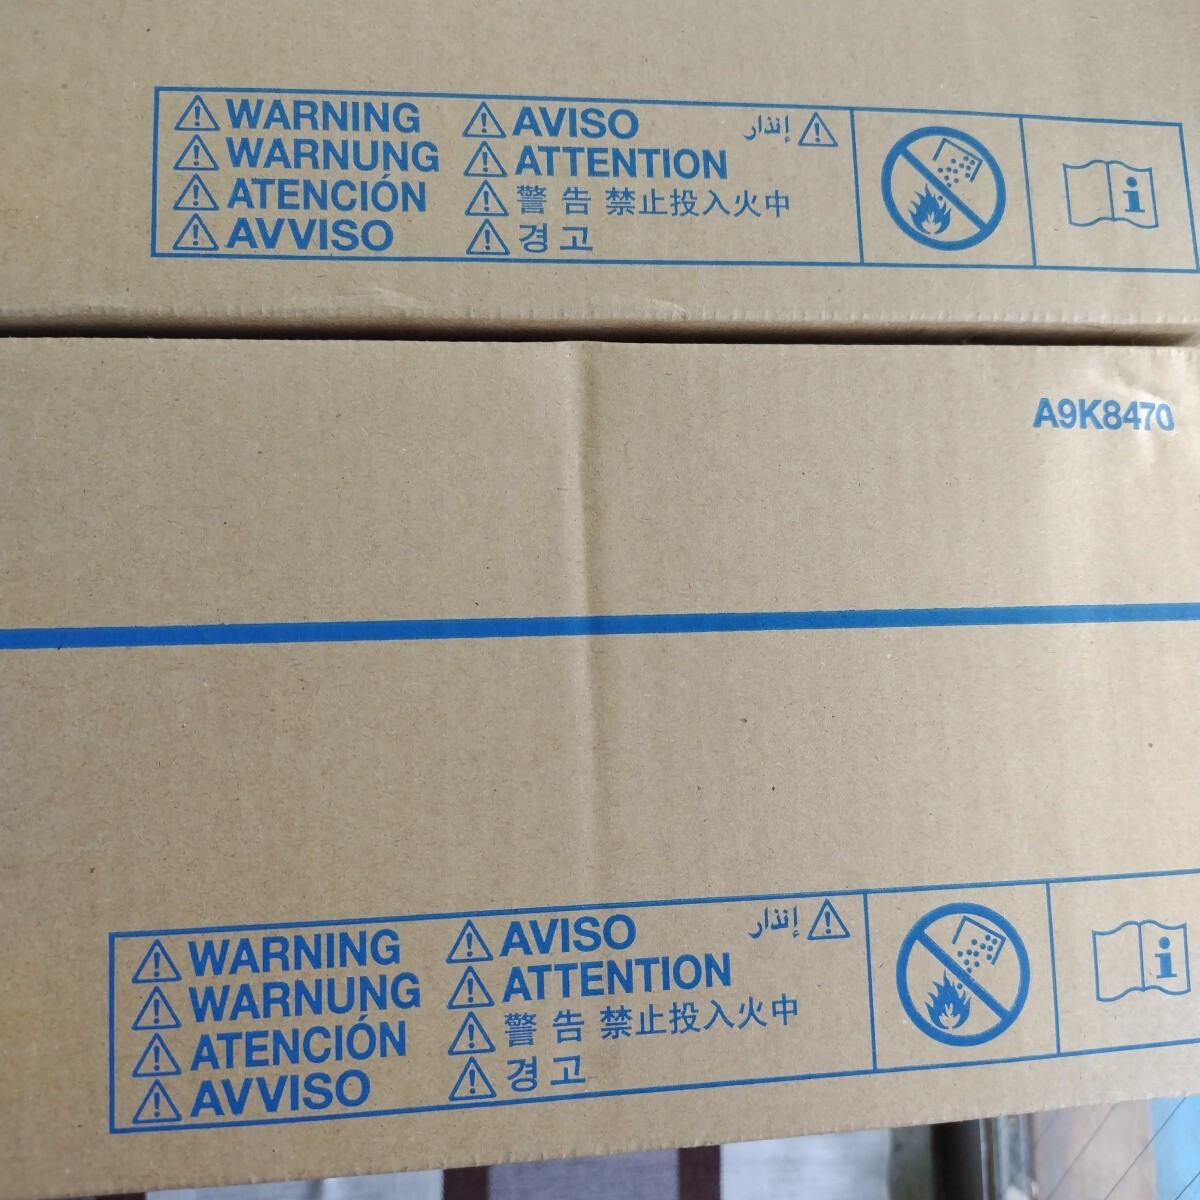 WARNING
WARNUNG
ATENCIÓN
AVVISO
AVISO
ATTENTION
警告 禁止投入火中
경고
إنذار
A9K8470
WARNING
WARNUNG
ATENCIÓN
AVVISO
AVISO
ATTENTION
警告 禁止投入火中
경고
إنذار